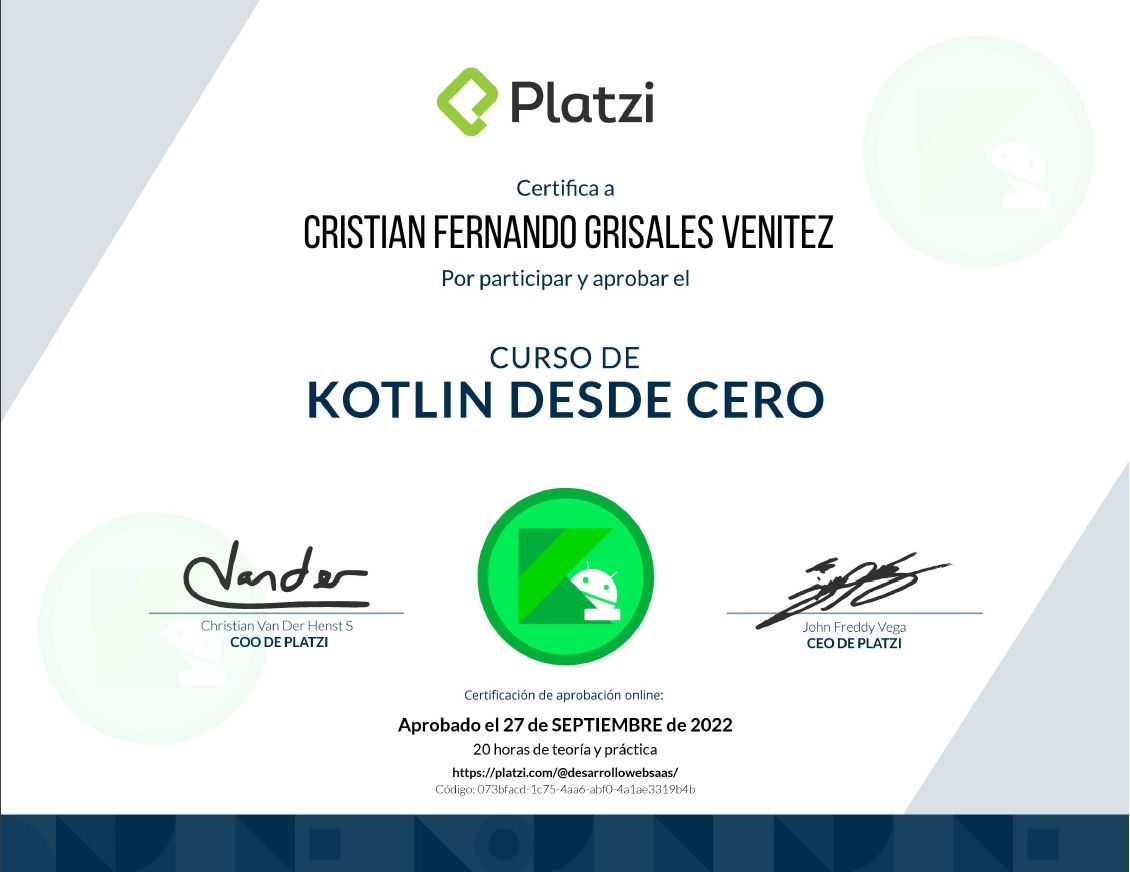 Platzi
Certifica a
CRISTIAN FERNANDO GRISALES VENITEZ
Por participar y aprobar el
CURSO DE
KOTLIN DESDE CERO
Vander
Christian Van Der Henst S
COO DE PLATZI
John Freddy Vega
CEO DE PLATZI
Certificación de aprobación online:
Aprobado el 27 de SEPTIEMBRE de 2022
20 horas de teoría y práctica
https://platzi.com/@desarrollowebsaas/
Código: 073bfacd-1c75-4aa6-abf0-4a1ae3319b4b